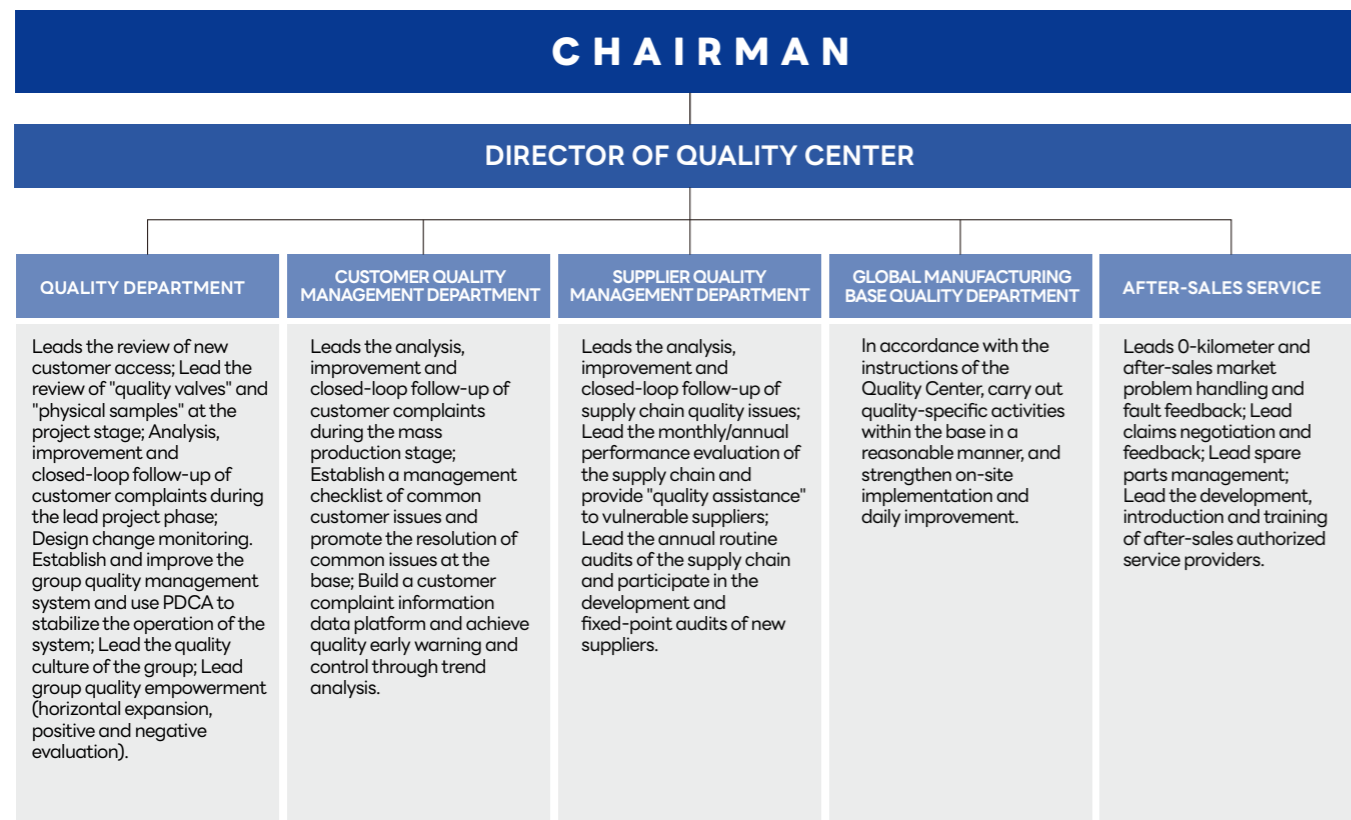 CHAIRMAN
DIRECTOR OF QUALITY CENTER
QUALITY DEPARTMENT
Leads the review of new
customer access; Lead the
review of "quality valves" and
"physical samples" at the
project stage; Analysis,
improvement and
closed-loop follow-up of
customer complaints during
the lead project phase;
Design change monitoring.
Establish and improve the
group quality management
system and use PDCA to
stabilize the operation of the
system; Lead the quality
culture of the group; Lead
group quality empowerment
(horizontal expansion,
positive and negative
evaluation).
CUSTOMER QUALITY
MANAGEMENT DEPARTMENT
Leads the analysis,
improvement and
closed-loop follow-up of
customer complaints
during the mass
production stage;
Establish a management
checklist of common
customer issues and
promote the resolution of
common issues at the
base; Build a customer
complaint information
data platform and achieve
quality early warning and
control through trend
analysis.
SUPPLIER QUALITY
MANAGEMENT DEPARTMENT
Leads the analysis,
improvement and
closed-loop follow-up of
supply chain quality issues;
Lead the monthly/annual
performance evaluation of
the supply chain and
provide "quality assistance"
to vulnerable suppliers;
Lead the annual routine
audits of the supply chain
and participate in the
development and
fixed-point audits of new
suppliers.
GLOBAL MANUFACTURING
BASE QUALITY DEPARTMENT
In accordance with the
instructions of the
Quality Center, carry out
quality-specific activities
within the base in a
reasonable manner, and
strengthen on-site
implementation and
daily improvement.
AFTER-SALES SERVICE
Leads 0-kilometer and
after-sales market
problem handling and
fault feedback; Lead
claims negotiation and
feedback; Lead spare
parts management;
Lead the development,
introduction and training
of after-sales authorized
service providers.